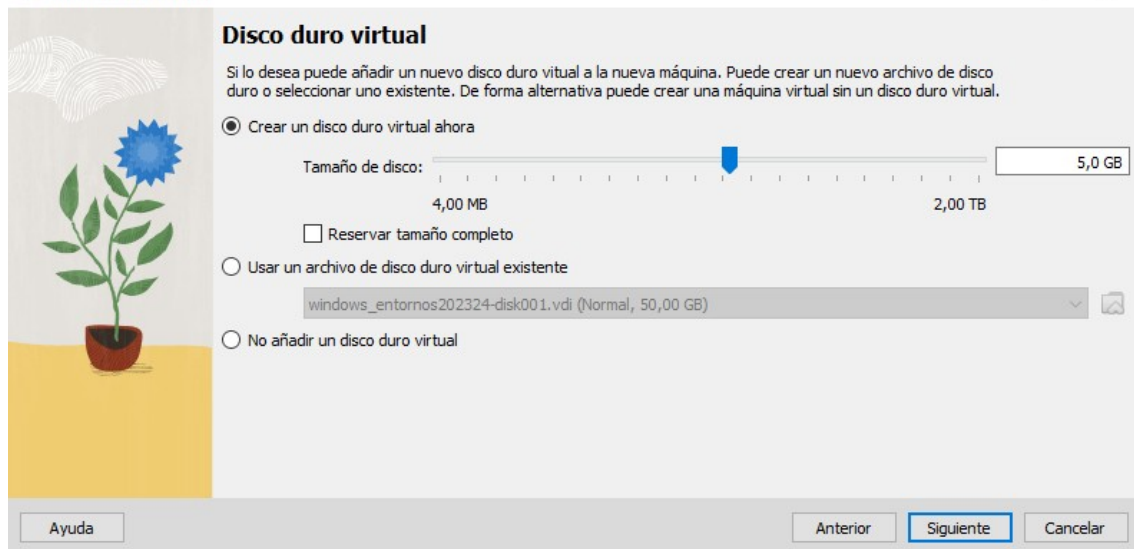 Disco duro virtual
Si lo desea puede añadir un nuevo disco duro vitual a la nueva máquina. Puede crear un nuevo archivo de disco
duro o seleccionar uno existente. De forma alternativa puede crear una máquina virtual sin un disco duro virtual.
Crear un disco duro virtual ahora
Tamaño de disco:
5,0 GB
4,00 MB
2,00 TB
Reservar tamaño completo
Usar un archivo de disco duro virtual existente
windows_entornos202324-disk001.vdi (Normal, 50,00 GB)
No añadir un disco duro virtual
Ayuda
Anterior
Siguiente
Cancelar